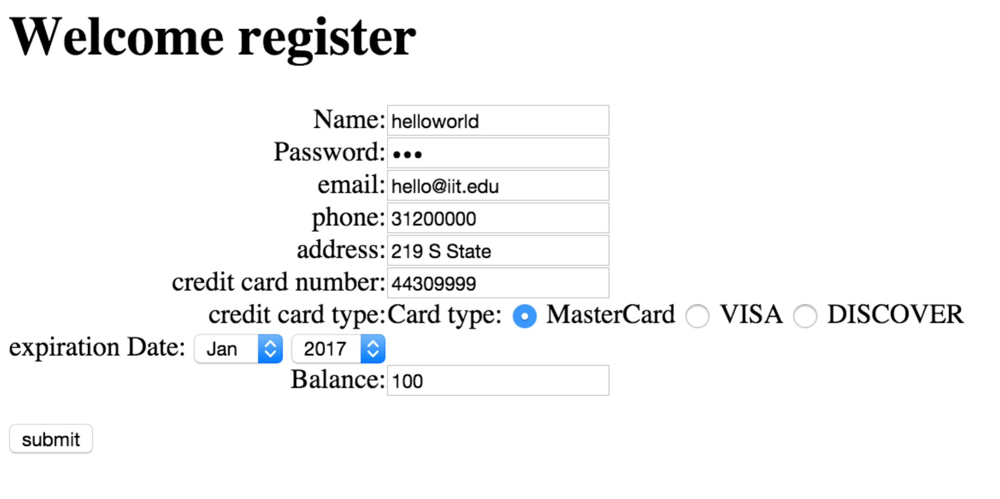 Welcome register
Name: helloworld
Password: •••
email: hello@iit.edu
phone: 31200000
address: 219 S State
credit card number: 44309999
credit card type: Card type: MasterCard VISA DISCOVER
expiration Date: Jan 2017
Balance: 100
submit